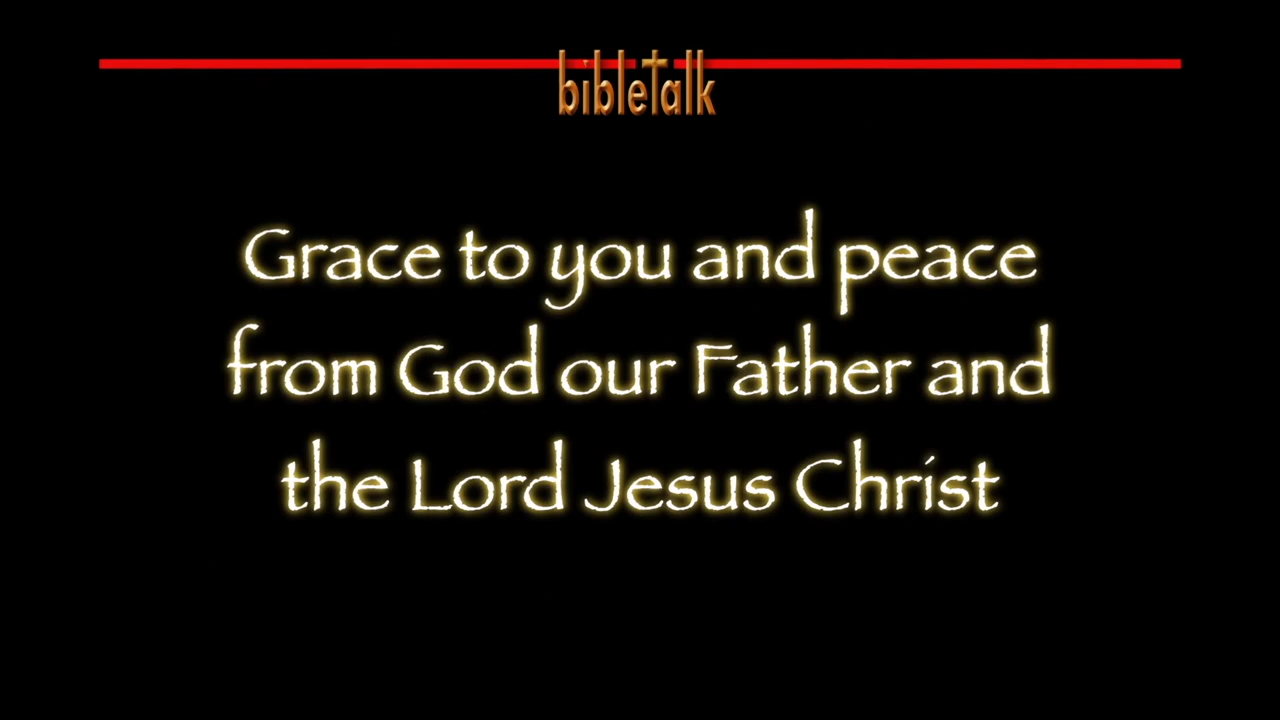 bibleTalk
Grace to you and peace
from God our Father and
the Lord Jesus Christ